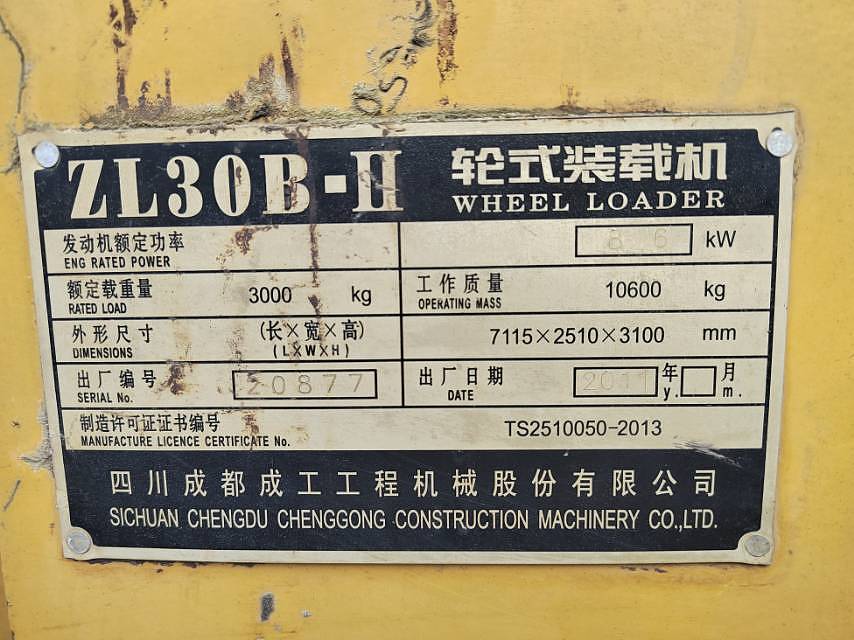 ZL30B-II 轮式装载机
WHEEL LOADER
发动机额定功率 86 kW
ENG RATED POWER
额定载重量 3000 kg 工作质量 10600 kg
RATED LOAD OPERATING MASS
外形尺寸 (长×宽×高) 7115×2510×3100 mm
DIMENSIONS (L×W×H)
出厂编号 20877 出厂日期 2011 年 月
SERIAL No. DATE y. m.
制造许可证证书编号 TS2510050-2013
MANUFACTURE LICENCE CERTIFICATE No.
四川成都成工工程机械股份有限公司
SICHUAN CHENGDU CHENGGONG CONSTRUCTION MACHINERY CO.,LTD.